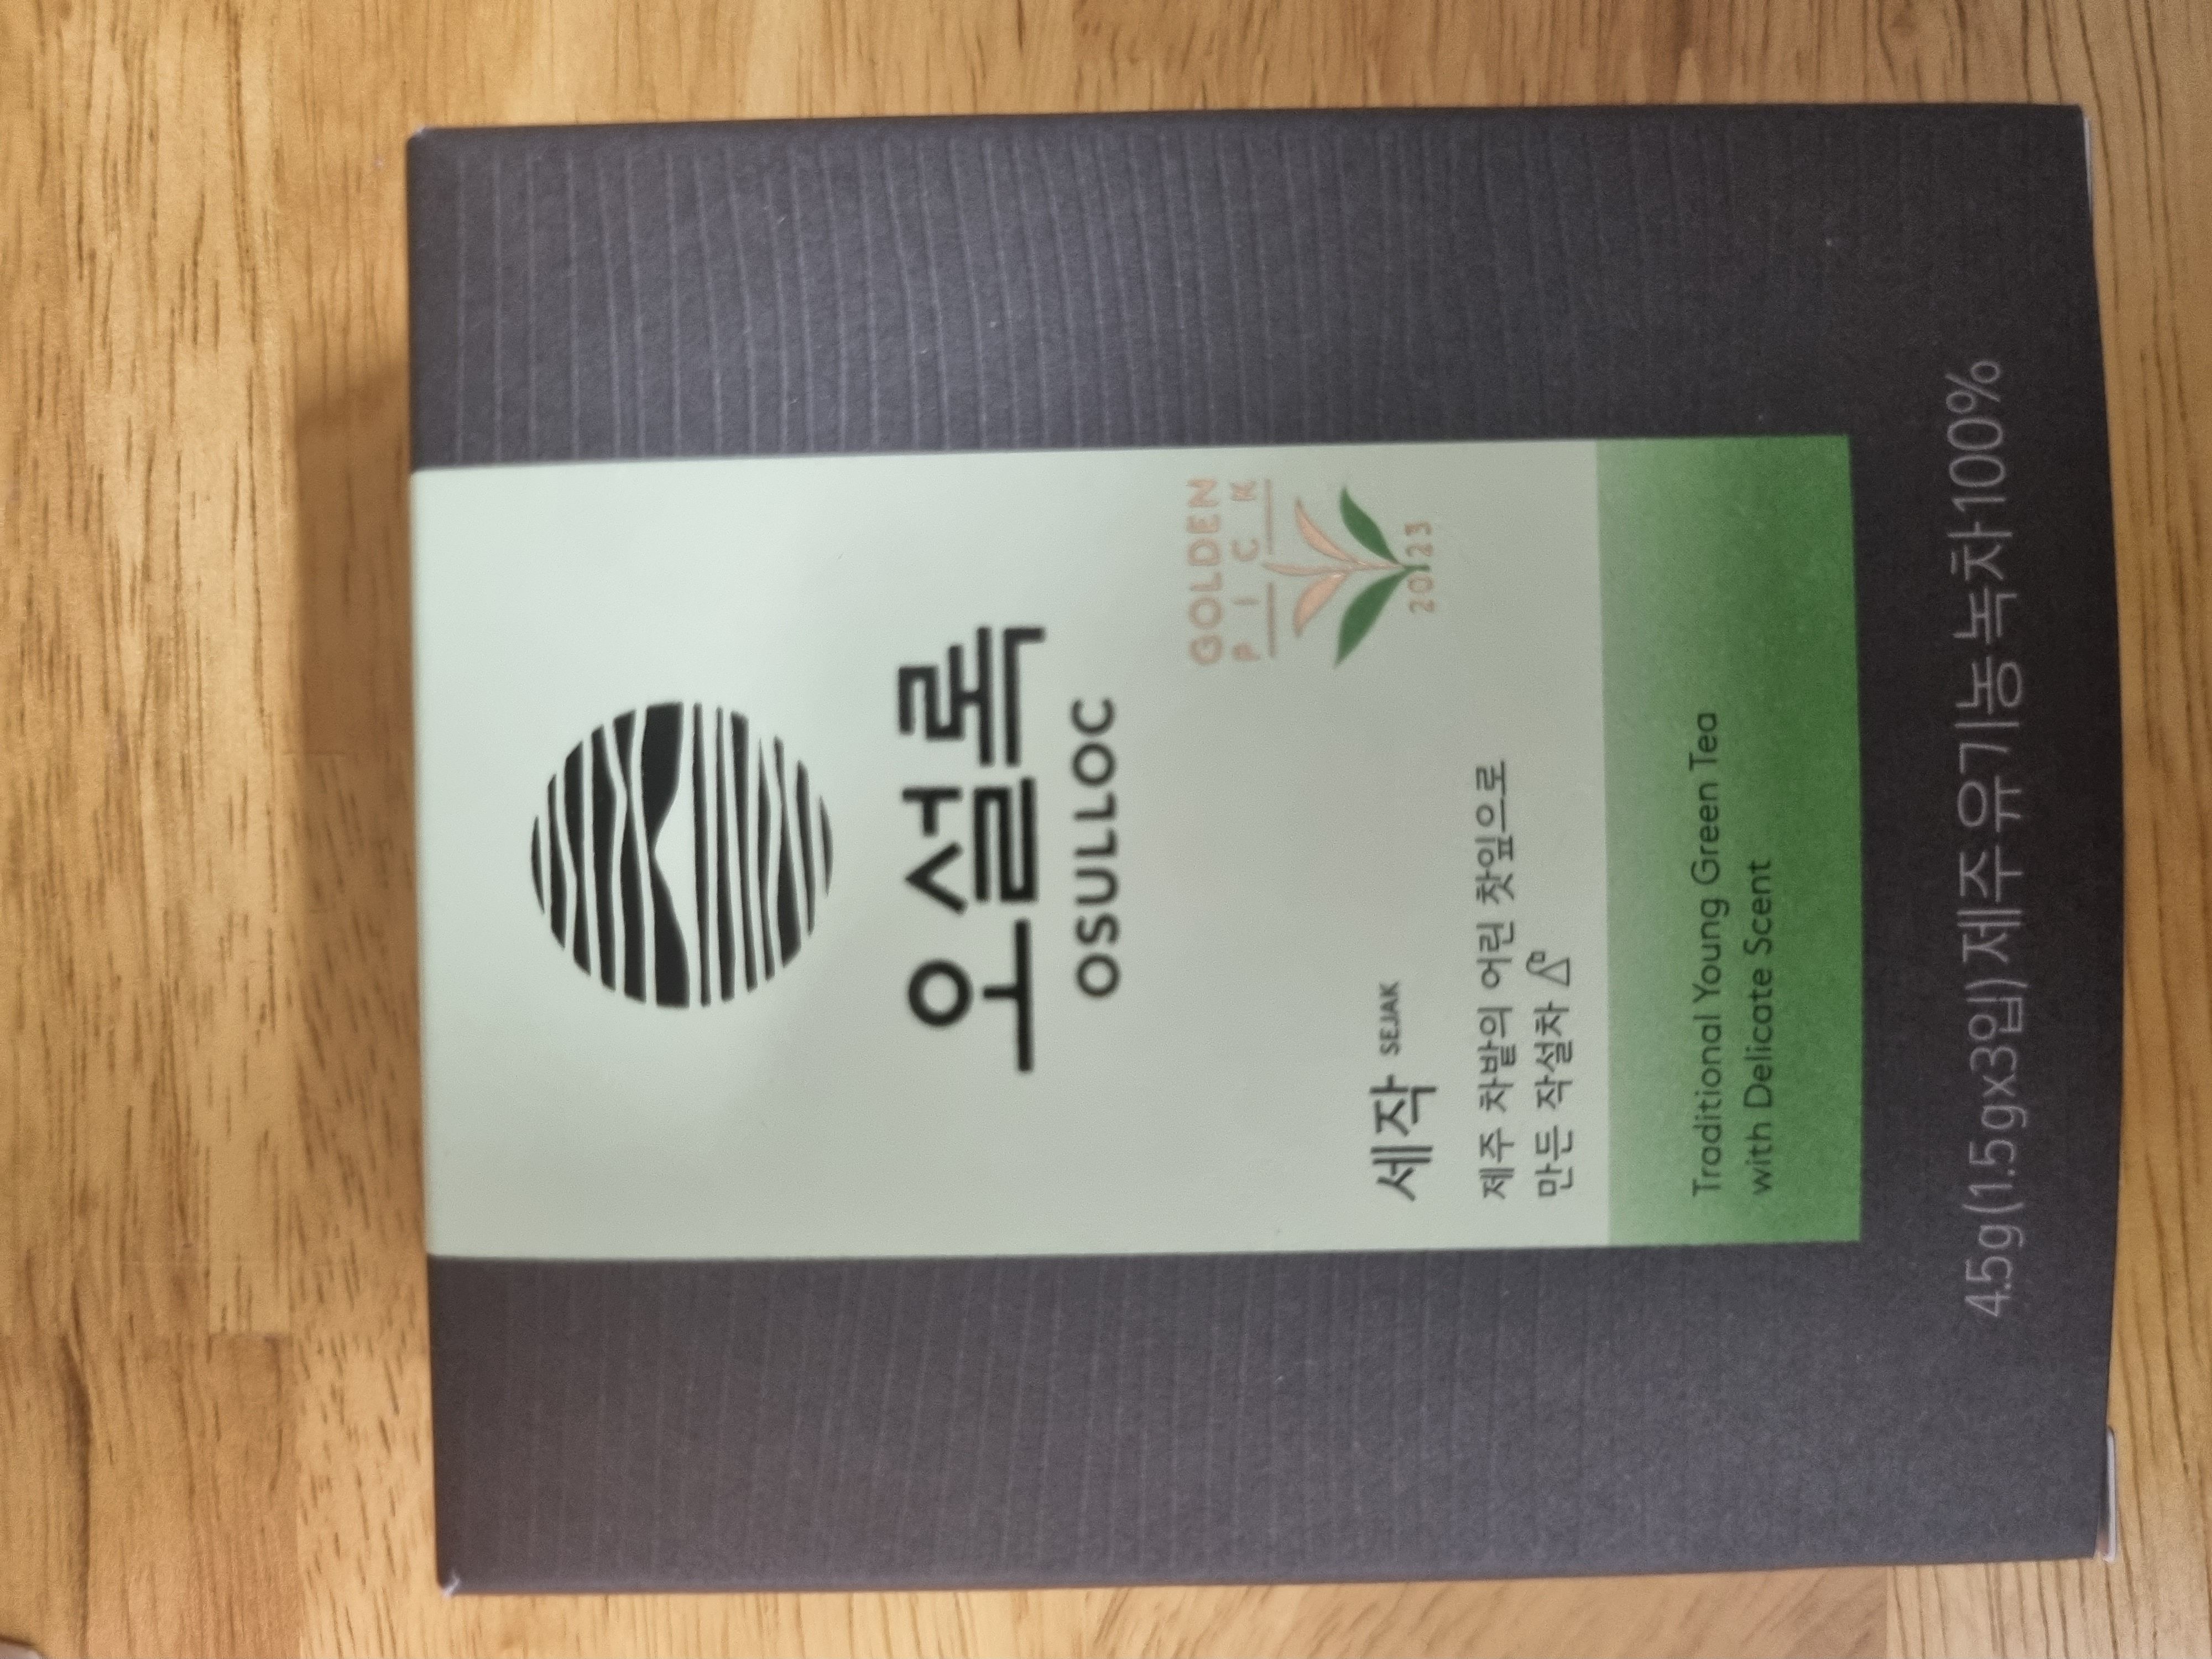 오설록
OSULLOC
GOLDEN
PICK
2023
세작 SEJAK
제주 차밭의 어린 찻잎으로
만든 작설차
Traditional Young Green Tea
with Delicate Scent
4.5g(1.5gx3입)제주유기농녹차100%